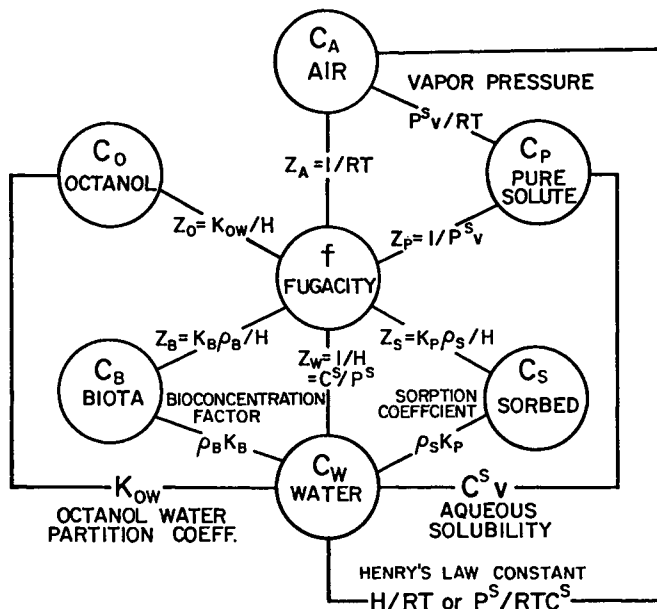 C_A
AIR
VAPOR PRESSURE
P^S v/RT
C_O
OCTANOL
Z_A = 1/RT
C_P
PURE
SOLUTE
Z_O = K_OW/H
f
FUGACITY
Z_P = 1/P^S v
Z_B = K_B ρ_B/H
Z_W = 1/H
= C^S/P^S
Z_S = K_P ρ_S/H
C_B
BIOTA
BIOCONCENTRATION
FACTOR
SORPTION
COEFFCIENT
C_S
SORBED
ρ_B K_B
ρ_S K_P
C_W
WATER
K_OW
OCTANOL WATER
PARTITION COEFF.
C^S v
AQUEOUS
SOLUBILITY
HENRY'S LAW CONSTANT
H/RT or P^S/RTC^S